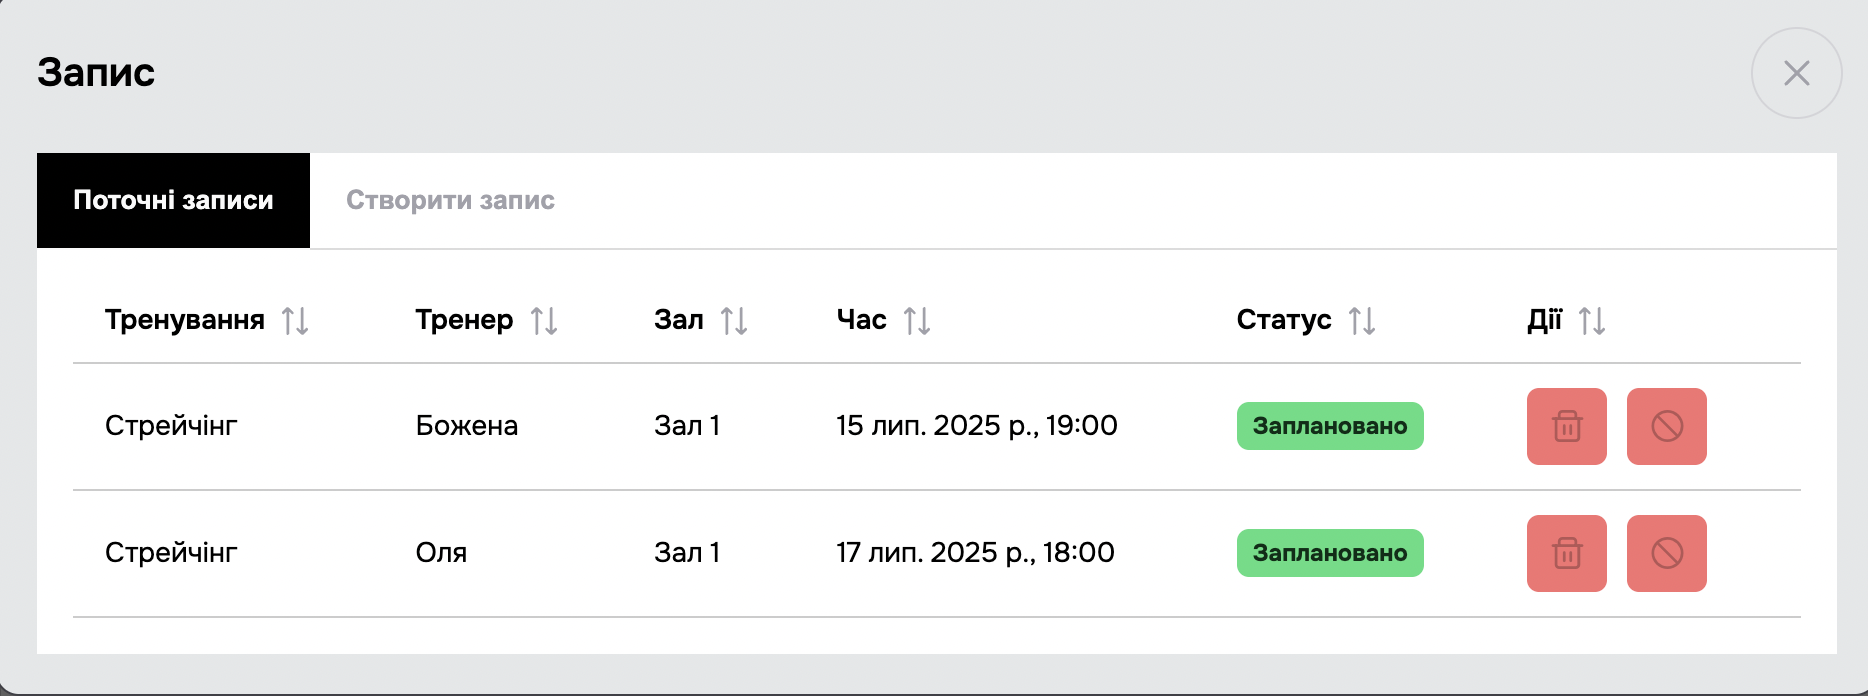 Запис
Поточні записи Створити запис
Тренування Тренер Зал Час Статус Дії
Стрейчінг Божена Зал 1 15 лип. 2025 р., 19:00 Заплановано
Стрейчінг Оля Зал 1 17 лип. 2025 р., 18:00 Заплановано